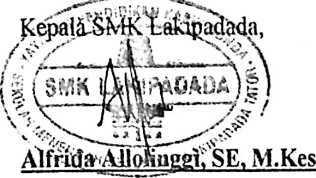 Kepala SMK Lakipadada,
SMK LAKIPADADA
Alfrida Allolinggi, SE, M.Kes